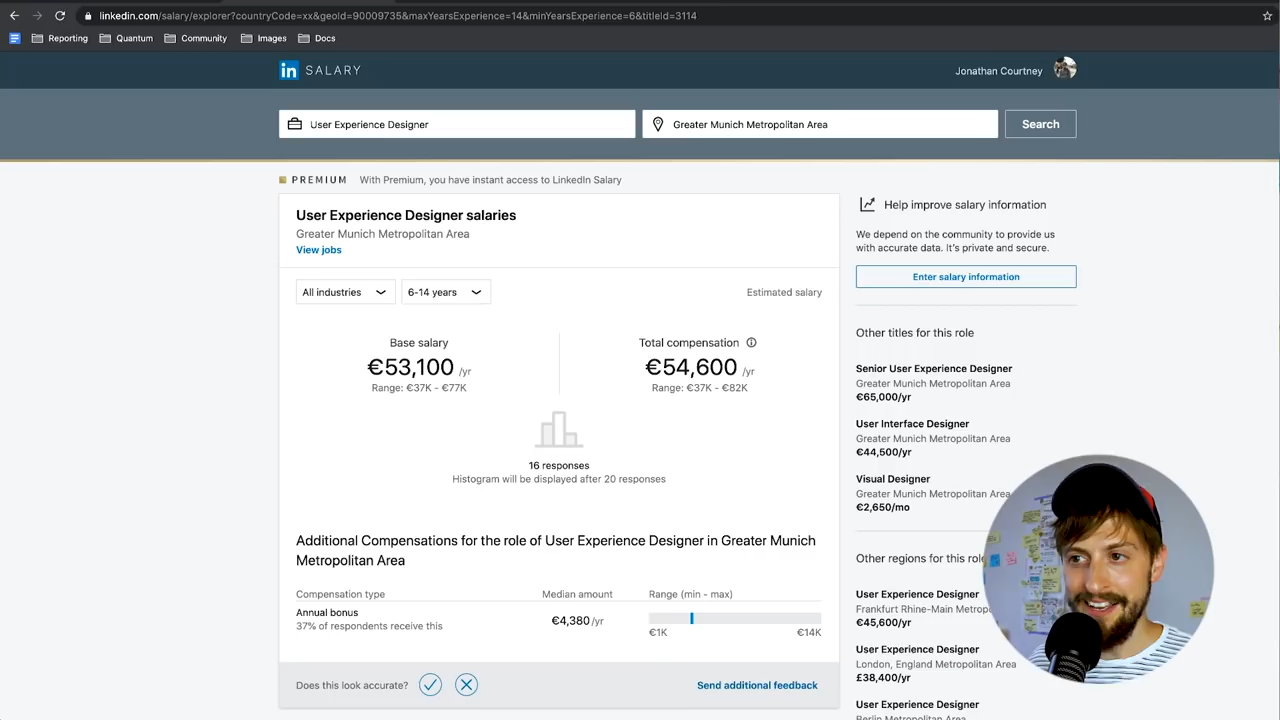 linkedin.com/salary/explorer?countryCode=xx&geoId=90009735&maxYearsExperience=14&minYearsExperience=6&titleId=3114
Reporting Quantum Community Images Docs
in SALARY
Jonathan Courtney
User Experience Designer
Greater Munich Metropolitan Area
Search
PREMIUM With Premium, you have instant access to LinkedIn Salary
User Experience Designer salaries
Greater Munich Metropolitan Area
View jobs
All industries
6-14 years
Estimated salary
Base salary
€53,100 /yr
Range: €37K - €77K
Total compensation
€54,600 /yr
Range: €37K - €82K
16 responses
Histogram will be displayed after 20 responses
Additional Compensations for the role of User Experience Designer in Greater Munich
Metropolitan Area
Compensation type Median amount Range (min - max)
Annual bonus
37% of respondents receive this
€4,380 /yr
€1K €14K
Does this look accurate?
Send additional feedback
Help improve salary information
We depend on the community to provide us
with accurate data. It's private and secure.
Enter salary information
Other titles for this role
Senior User Experience Designer
Greater Munich Metropolitan Area
€65,000/yr
User Interface Designer
Greater Munich Metropolitan Area
€44,500/yr
Visual Designer
Greater Munich Metropolitan Area
€2,650/mo
Other regions for this role
User Experience Designer
Frankfurt Rhine-Main Metropo
€45,600/yr
User Experience Designer
London, England Metropolitan Area
£38,400/yr
User Experience Designer
Berlin Metropolitan Area